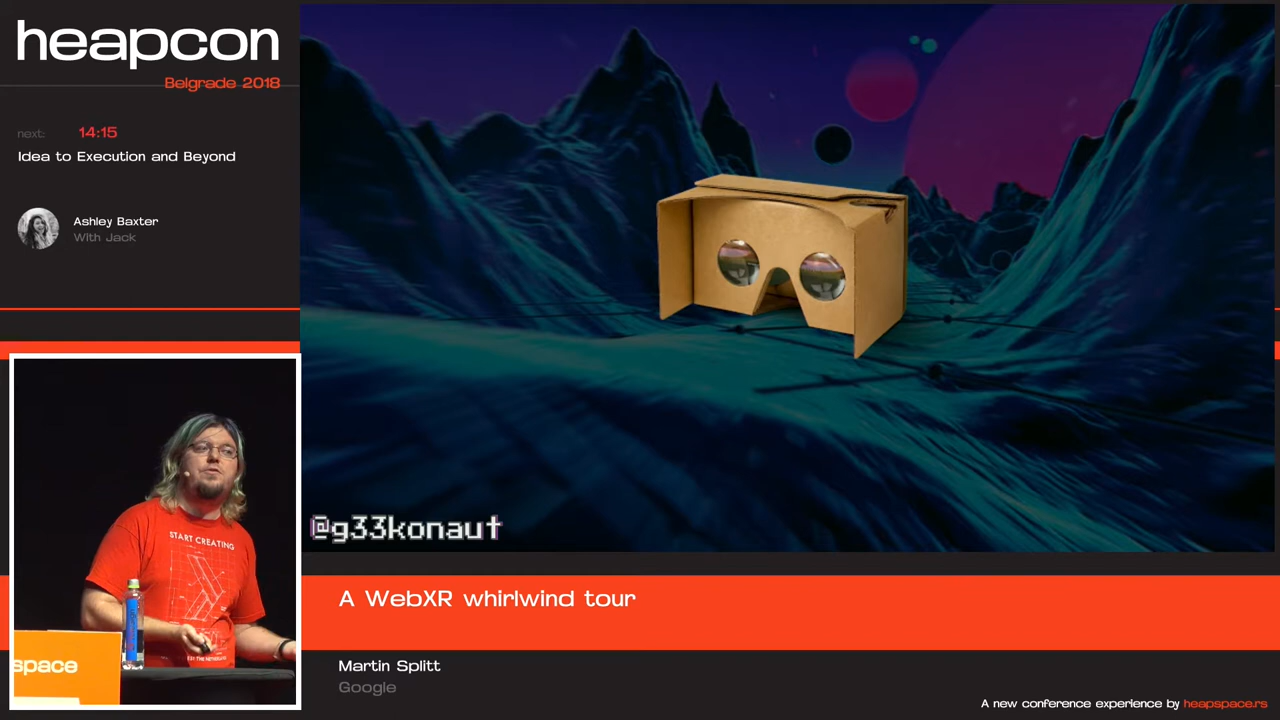 heapcon
Belgrade 2018
next: 14:15
Idea to Execution and Beyond
Ashley Baxter
With Jack
@g33konaut
START CREATING
space
A WebXR whirlwind tour
Martin Splitt
Google
A new conference experience by heapspace.rs